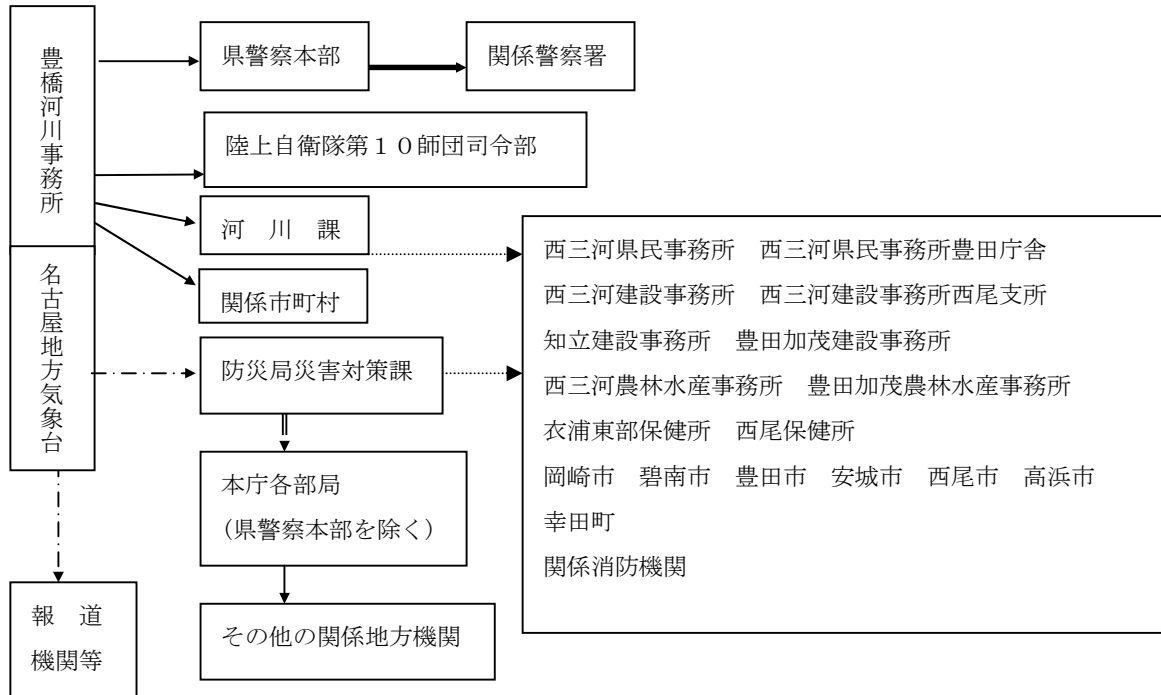 豊橋河川事務所
名古屋地方気象台
県警察本部
関係警察署
陸上自衛隊第１０師団司令部
河　川　課
関係市町村
防災局災害対策課
本庁各部局
（県警察本部を除く）
その他の関係地方機関
報　道
機関等
西三河県民事務所　西三河県民事務所豊田庁舎
西三河建設事務所　西三河建設事務所西尾支所
知立建設事務所　豊田加茂建設事務所
西三河農林水産事務所　豊田加茂農林水産事務所
衣浦東部保健所　西尾保健所
岡崎市　碧南市　豊田市　安城市　西尾市　高浜市
幸田町
関係消防機関